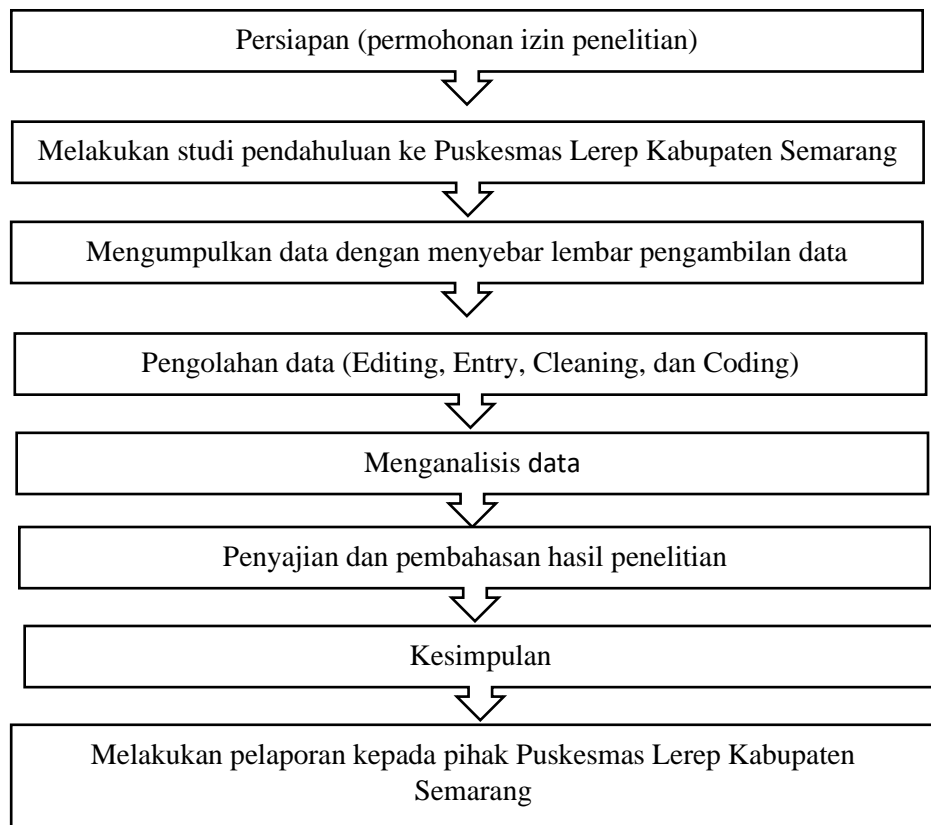 Persiapan (permohonan izin penelitian)
Melakukan studi pendahuluan ke Puskesmas Lerep Kabupaten Semarang
Mengumpulkan data dengan menyebar lembar pengambilan data
Pengolahan data (Editing, Entry, Cleaning, dan Coding)
Menganalisis data
Penyajian dan pembahasan hasil penelitian
Kesimpulan
Melakukan pelaporan kepada pihak Puskesmas Lerep Kabupaten
Semarang